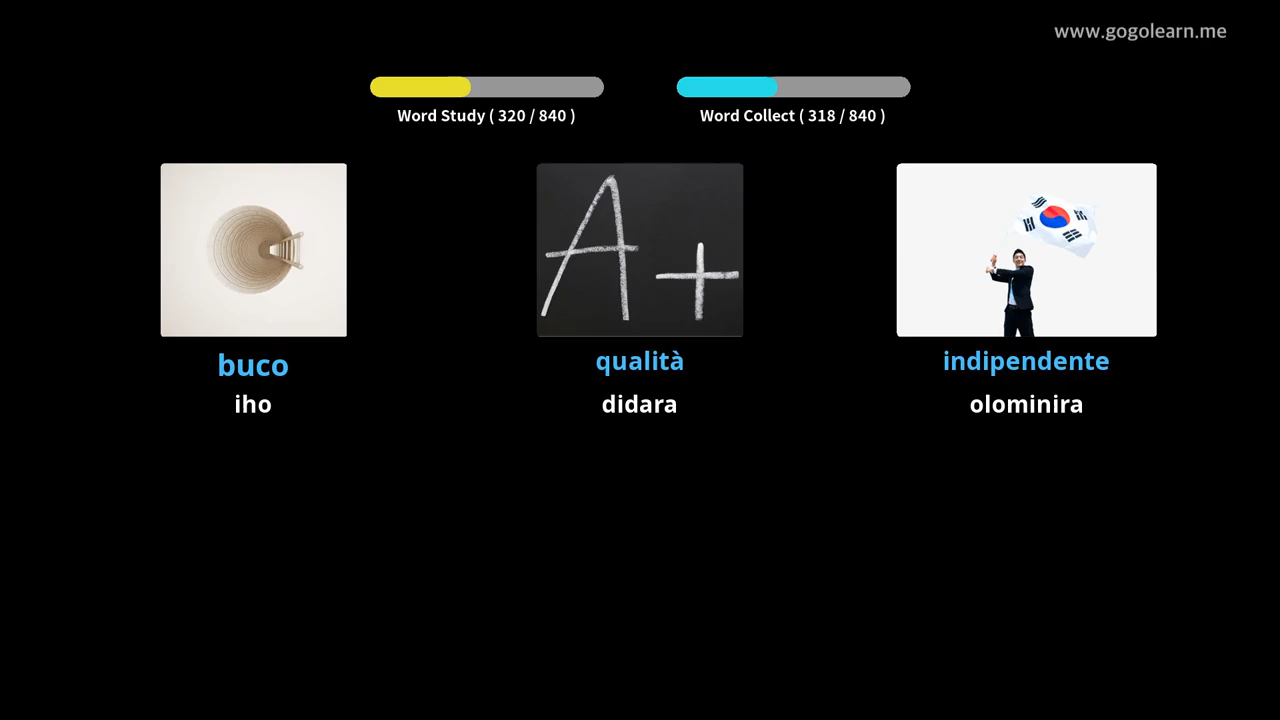 www.gogolearn.me
Word Study ( 320 / 840 )
Word Collect ( 318 / 840 )
A+
buco
qualità
indipendente
iho
didara
olominira